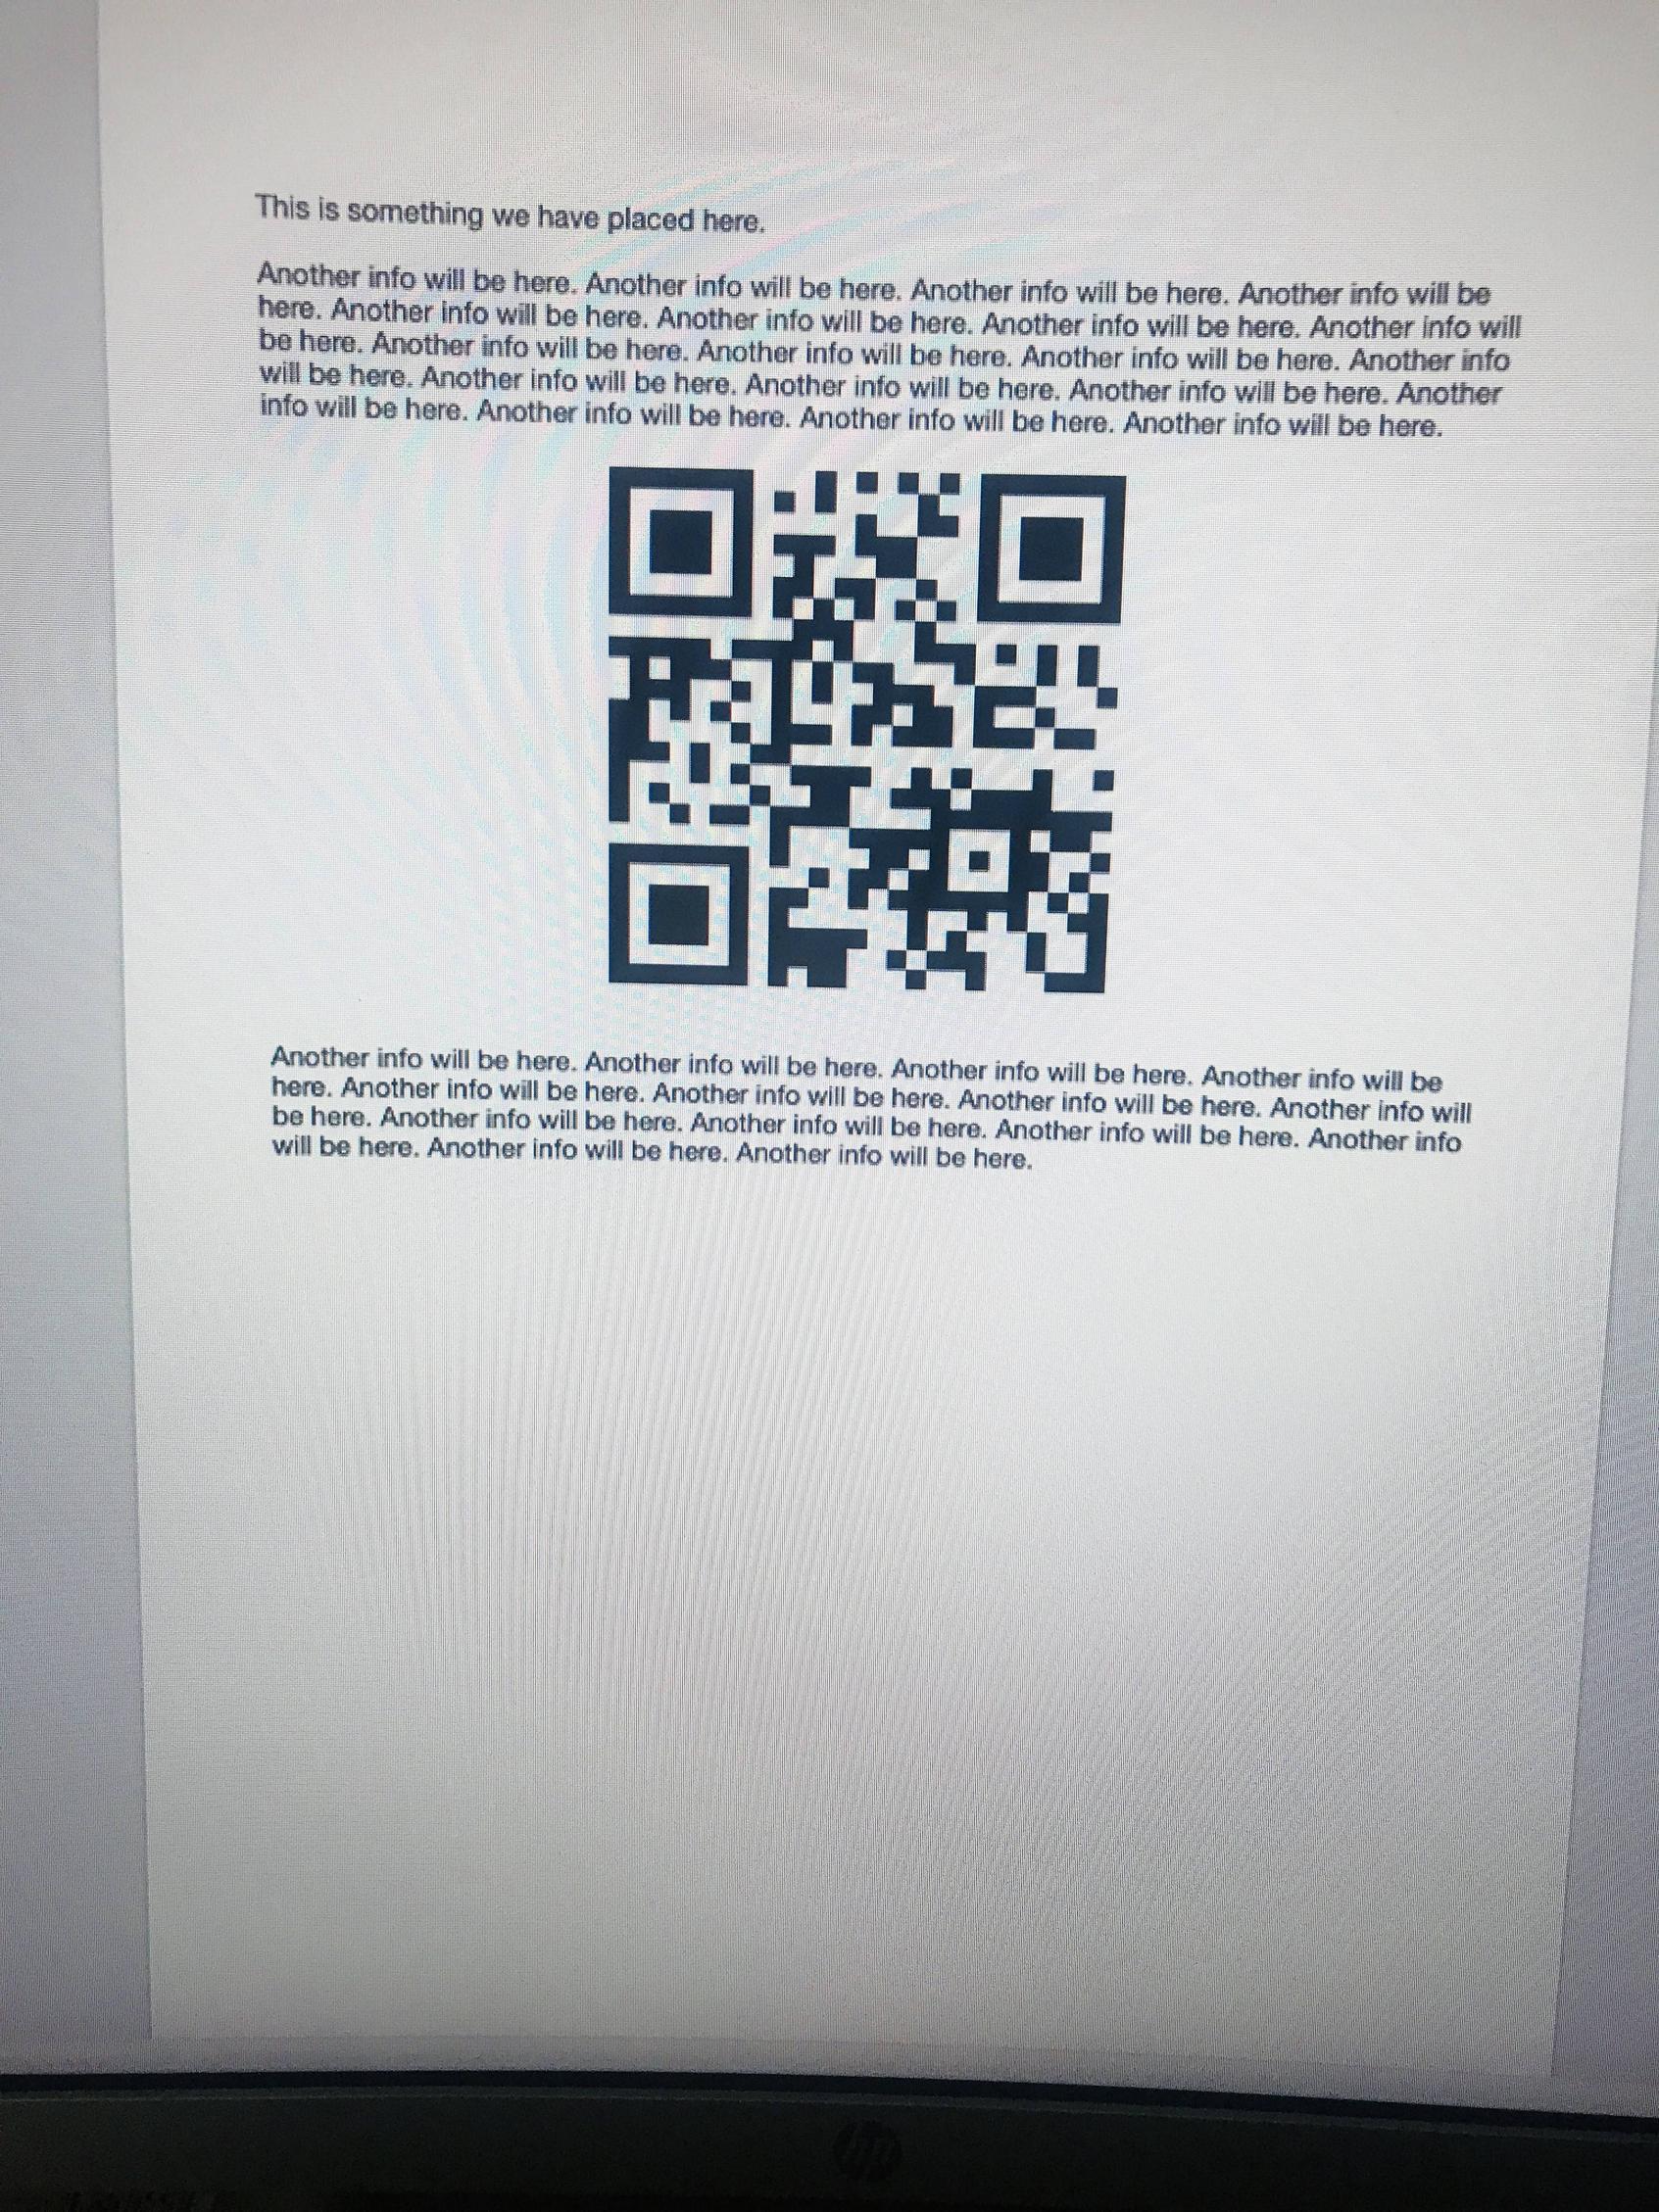 This is something we have placed here.
Another info will be here. Another info will be here. Another info will be here. Another info will be
here. Another info will be here. Another info will be here. Another info will be here. Another info will
be here. Another info will be here. Another info will be here. Another info will be here. Another info
will be here. Another info will be here. Another info will be here. Another info will be here. Another
info will be here. Another info will be here. Another info will be here. Another info will be here.
Another info will be here. Another info will be here. Another info will be here. Another info will be
here. Another info will be here. Another info will be here. Another info will be here. Another info will
be here. Another info will be here. Another info will be here. Another info will be here. Another info
will be here. Another info will be here. Another info will be here.
hp